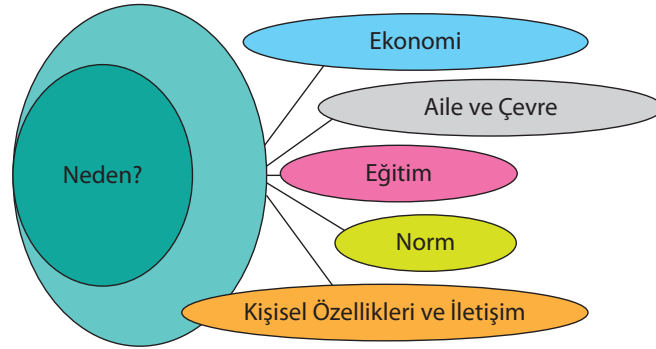 Ekonomi
Aile ve Çevre
Neden?
Eğitim
Norm
Kişisel Özellikleri ve İletişim